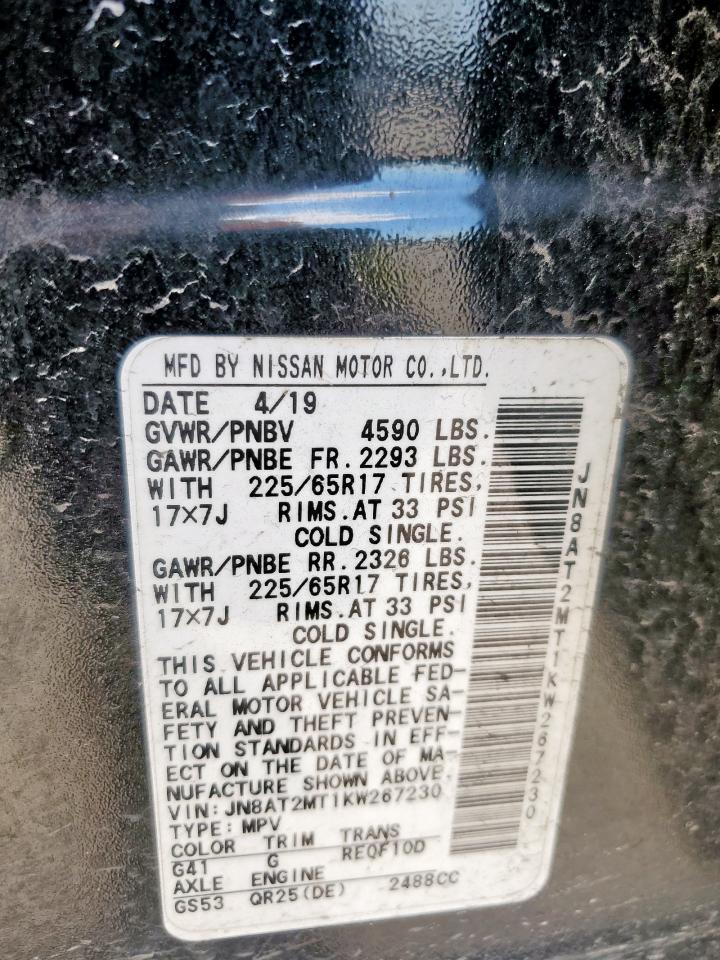 MFD BY NISSAN MOTOR CO.,LTD.
DATE 4/19
GVWR/PNBV 4590 LBS.
GAWR/PNBE FR. 2293 LBS.
WITH 225/65R17 TIRES,
17×7J RIMS. AT 33 PSI
COLD SINGLE.
GAWR/PNBE RR. 2326 LBS.
WITH 225/65R17 TIRES,
17×7J RIMS. AT 33 PSI
COLD SINGLE.
THIS VEHICLE CONFORMS
TO ALL APPLICABLE FED-
ERAL MOTOR VEHICLE SA-
FETY AND THEFT PREVEN-
TION STANDARDS IN EFF-
ECT ON THE DATE OF MA-
NUFACTURE SHOWN ABOVE.
VIN: JN8AT2MT1KW267230
TYPE: MPV
COLOR TRIM TRANS
G41 G RE0F10D
AXLE ENGINE
GS53 QR25(DE) 2488CC
JN8AT2MT1KW267230